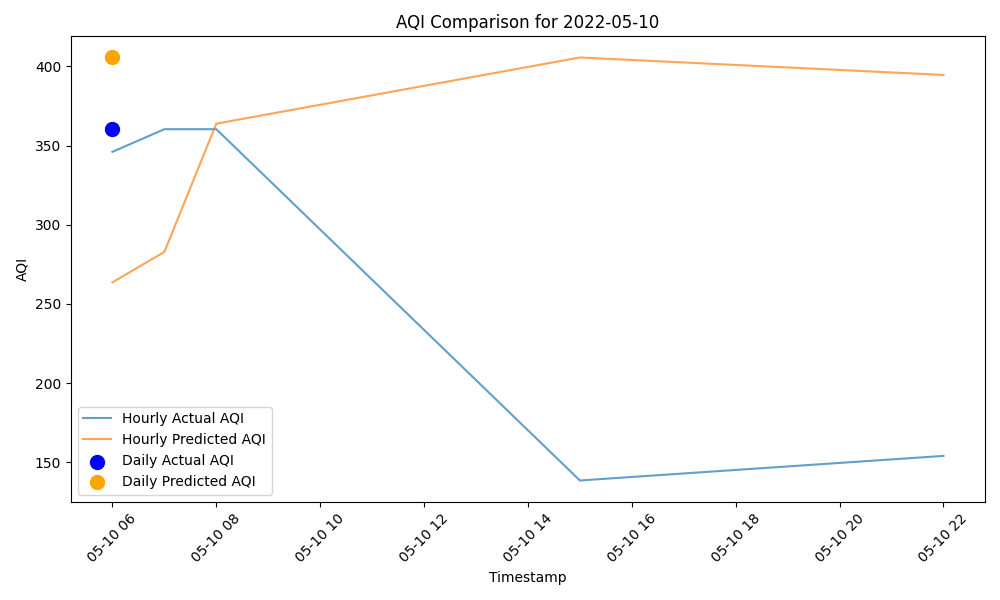 AQI Comparison for 2022-05-10
AQI
400
350
300
250
200
150
Hourly Actual AQI
Hourly Predicted AQI
Daily Actual AQI
Daily Predicted AQI
05-10 06
05-10 08
05-10 10
05-10 12
05-10 14
05-10 16
05-10 18
05-10 20
05-10 22
Timestamp